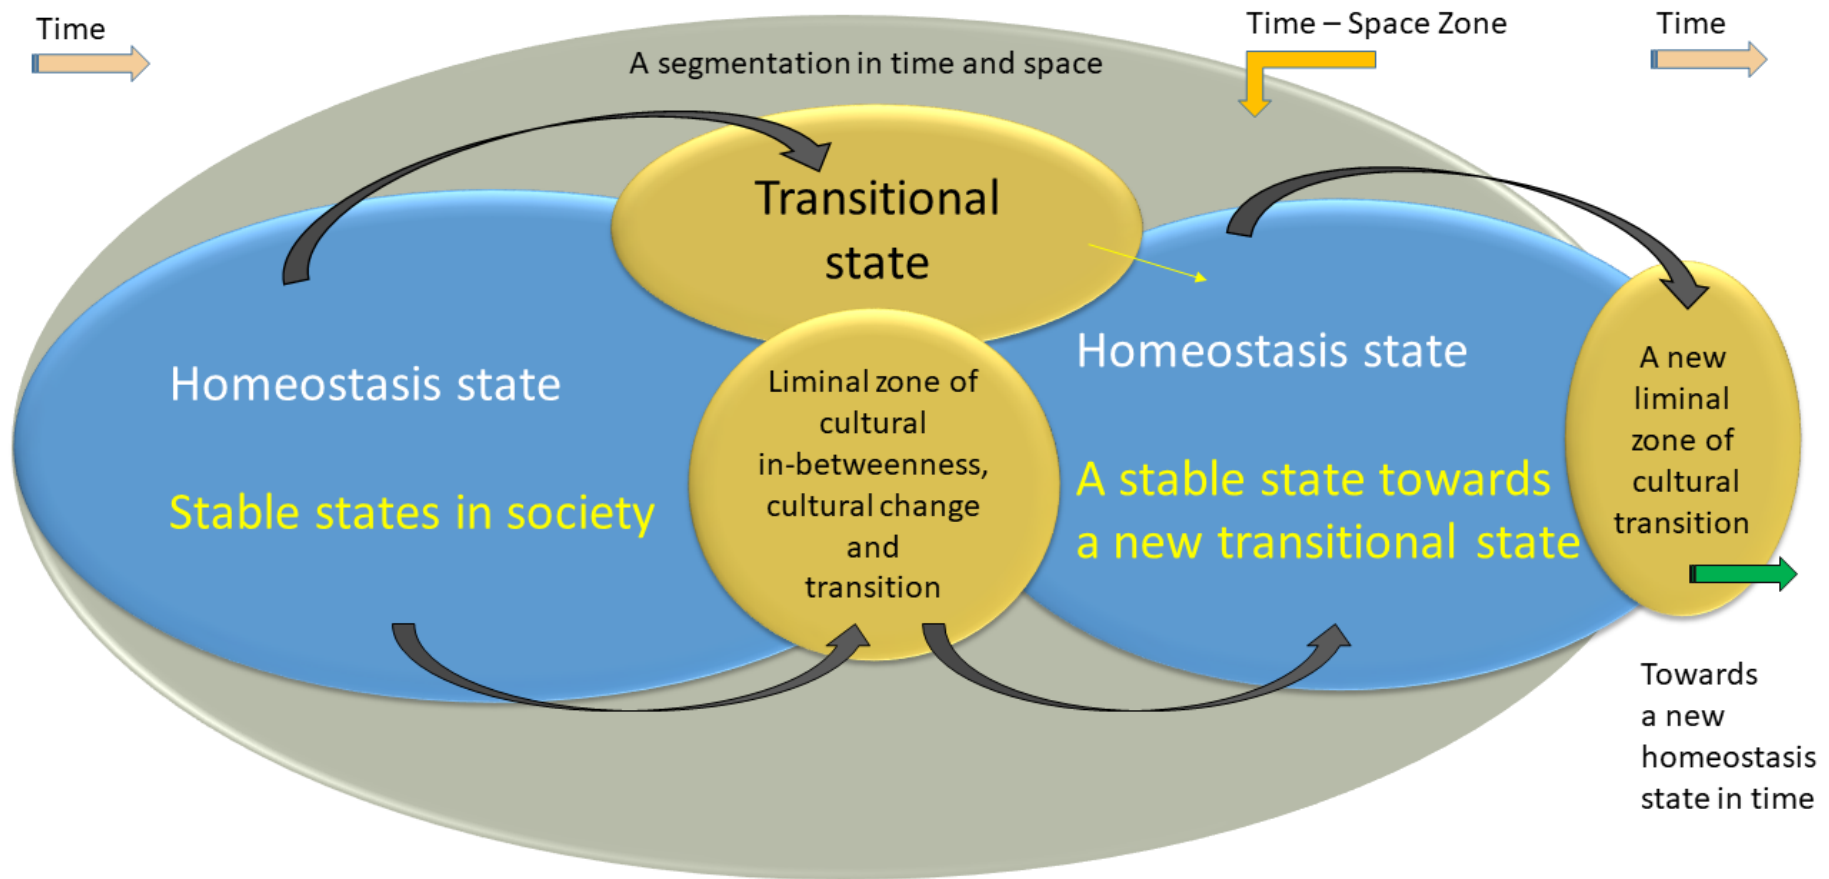 Time
Time – Space Zone
Time
A segmentation in time and space
Transitional
state
Homeostasis state
Stable states in society
Liminal zone of
cultural
in-betweenness,
cultural change
and
transition
Homeostasis state
A stable state towards
a new transitional state
A new
liminal
zone of
cultural
transition
Towards
a new
homeostasis
state in time